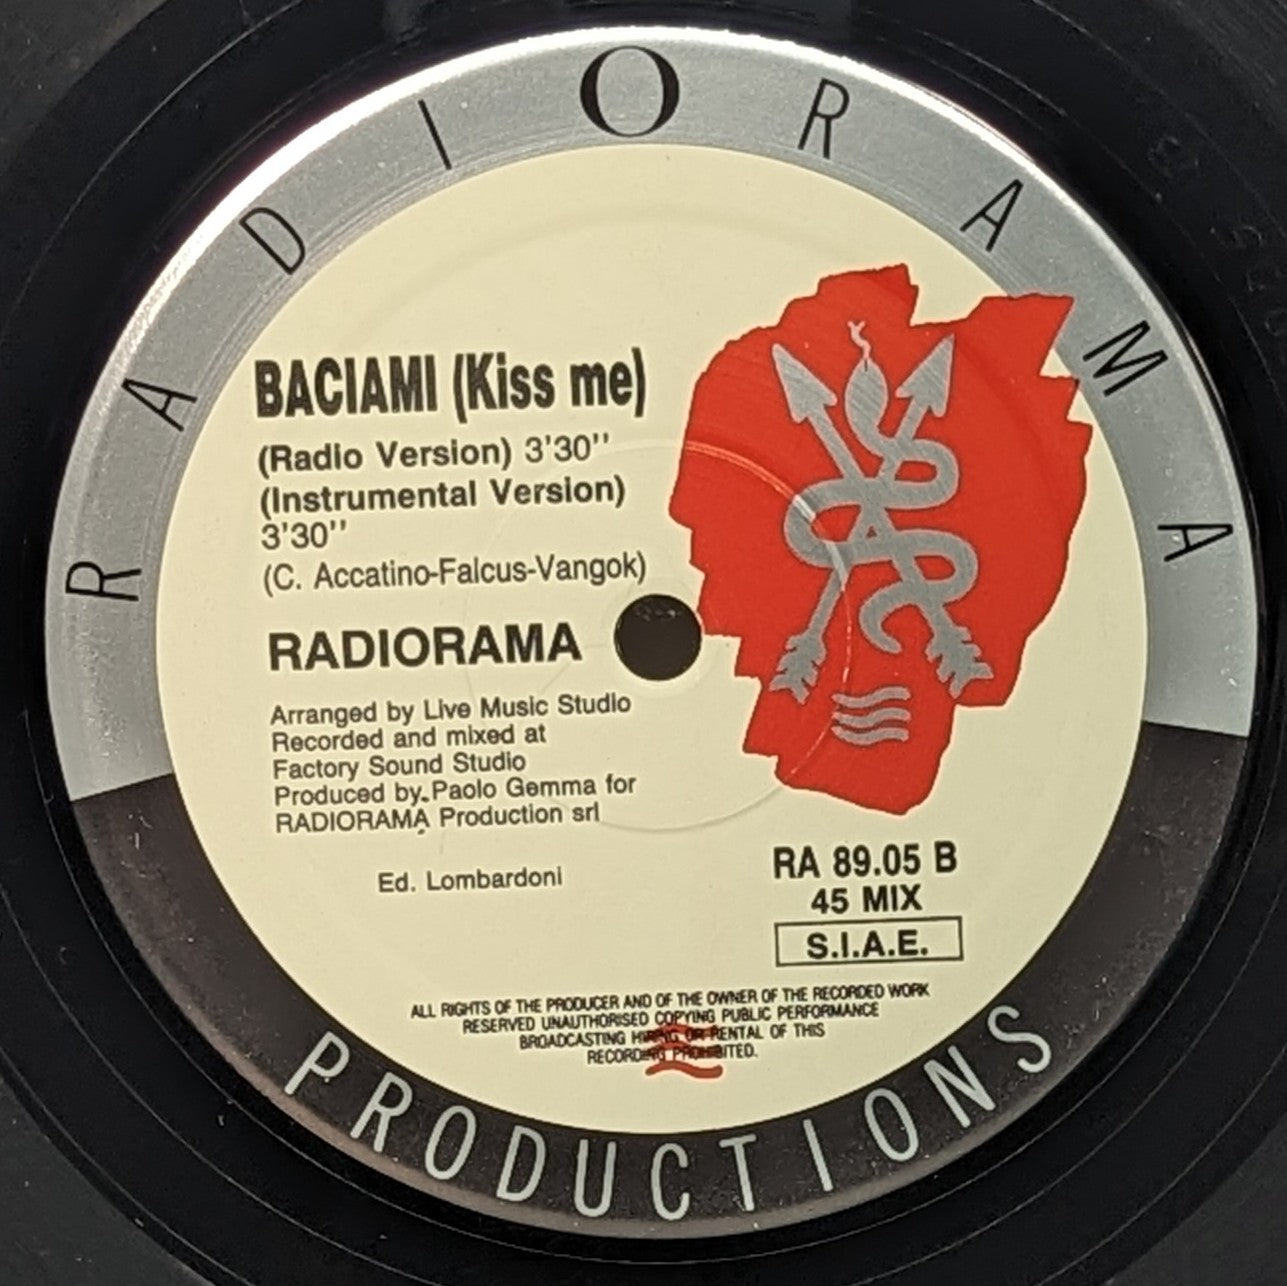 RADIORAMA
BACIAMI (Kiss me)
(Radio Version) 3'30''
(Instrumental Version)
3'30''
(C. Accatino-Falcus-Vangok)
RADIORAMA
Arranged by Live Music Studio
Recorded and mixed at
Factory Sound Studio
Produced by Paolo Gemma for
RADIORAMA Production srl
Ed. Lombardoni
RA 89.05 B
45 MIX
S.I.A.E.
ALL RIGHTS OF THE PRODUCER AND OF THE OWNER OF THE RECORDED WORK
RESERVED UNAUTHORISED COPYING PUBLIC PERFORMANCE
BROADCASTING HIRING OR RENTAL OF THIS
RECORDING PROHIBITED.
PRODUCTIONS